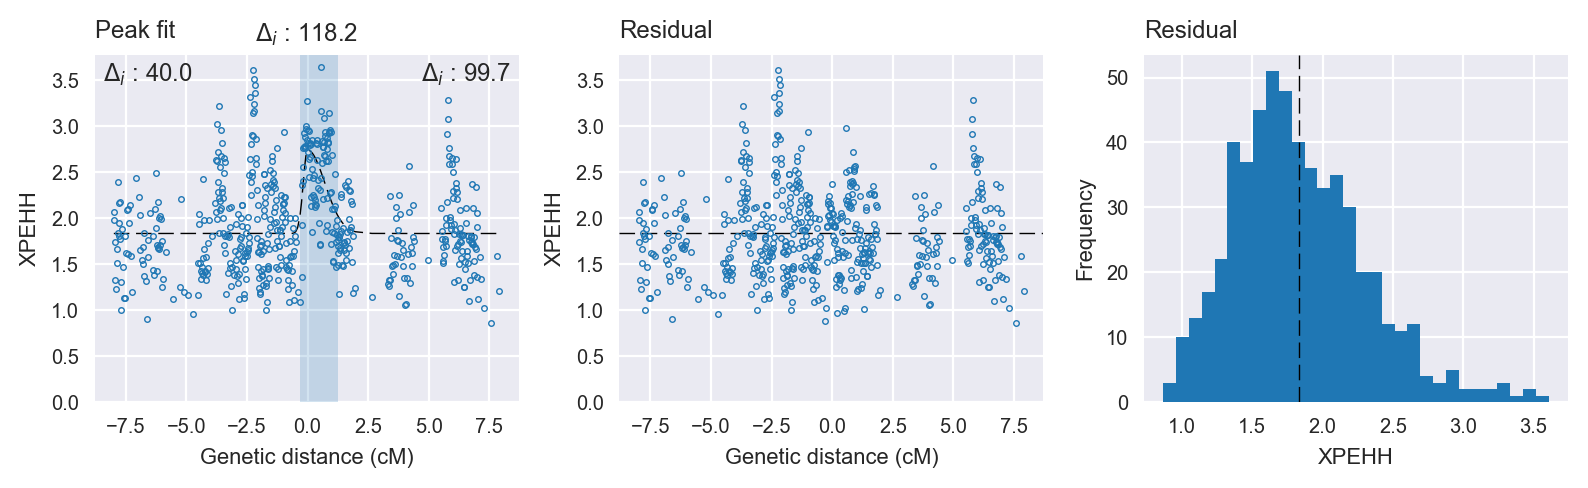 Peak fit
Δi : 118.2
Δi : 40.0
Δi : 99.7
3.5
3.0
2.5
2.0
1.5
1.0
0.5
0.0
XPEHH
−7.5 −5.0 −2.5 0.0 2.5 5.0 7.5
Genetic distance (cM)
Residual
3.5
3.0
2.5
2.0
1.5
1.0
0.5
0.0
XPEHH
−7.5 −5.0 −2.5 0.0 2.5 5.0 7.5
Genetic distance (cM)
Residual
50
40
30
20
10
0
Frequency
1.0 1.5 2.0 2.5 3.0 3.5
XPEHH